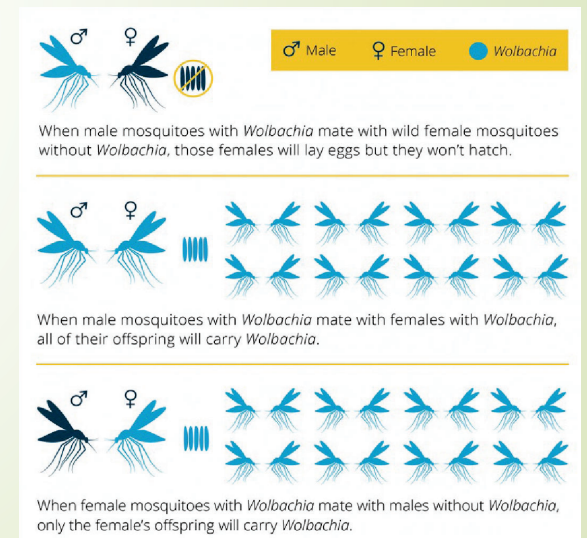 ♂ Male ♀ Female Wolbachia
♂ ♀
When male mosquitoes with Wolbachia mate with wild female mosquitoes
without Wolbachia, those females will lay eggs but they won't hatch.
♂ ♀
When male mosquitoes with Wolbachia mate with females with Wolbachia,
all of their offspring will carry Wolbachia.
♂ ♀
When female mosquitoes with Wolbachia mate with males without Wolbachia,
only the female's offspring will carry Wolbachia.